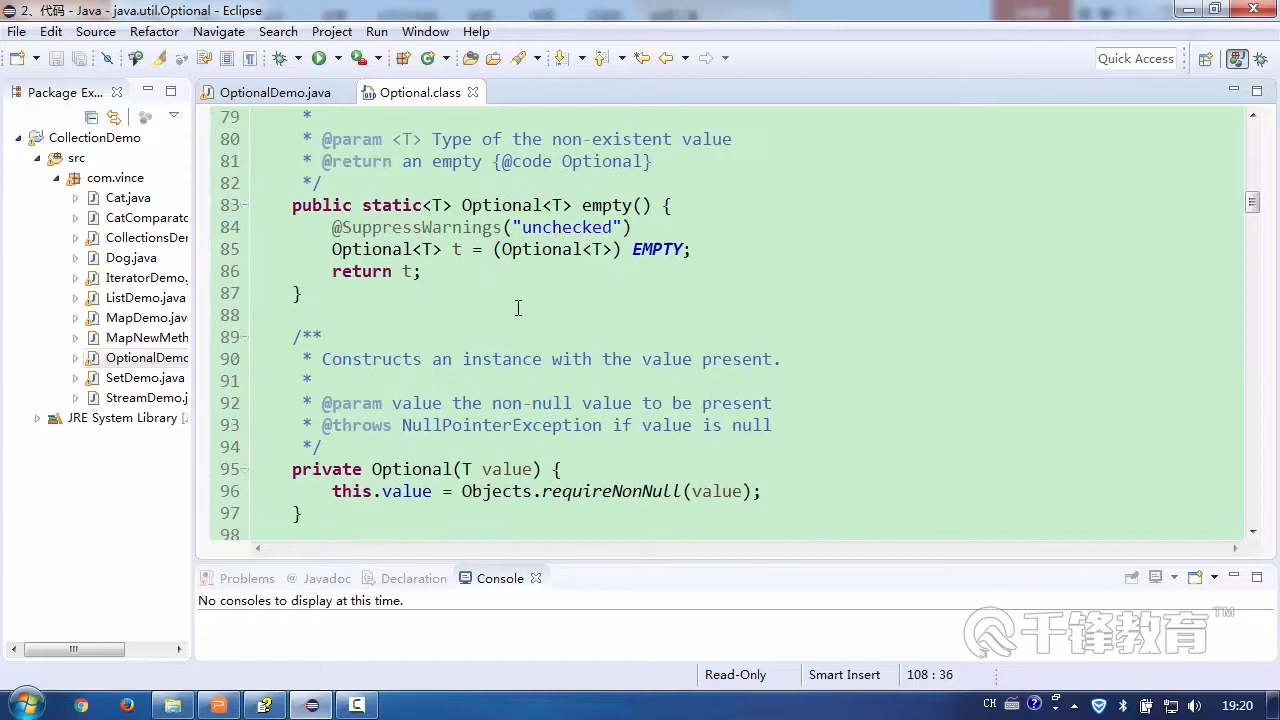 2、代码 - Java - java.util.Optional - Eclipse
File Edit Source Refactor Navigate Search Project Run Window Help
Quick Access
Package Ex...
OptionalDemo.java
Optional.class
CollectionDemo
src
com.vince
Cat.java
CatComparato
CollectionsDer
Dog.java
IteratorDemo.
ListDemo.java
MapDemo.java
MapNewMeth
OptionalDemo
SetDemo.java
StreamDemo.j
JRE System Library [
79 *
80 * @param <T> Type of the non-existent value
81 * @return an empty {@code Optional}
82 */
83 public static<T> Optional<T> empty() {
84 @SuppressWarnings("unchecked")
85 Optional<T> t = (Optional<T>) EMPTY;
86 return t;
87 }
88
89 /**
90 * Constructs an instance with the value present.
91 *
92 * @param value the non-null value to be present
93 * @throws NullPointerException if value is null
94 */
95 private Optional(T value) {
96 this.value = Objects.requireNonNull(value);
97 }
98
Problems @ Javadoc Declaration Console
No consoles to display at this time.
千锋教育™
Read-Only Smart Insert 108 : 36
CH 19:20